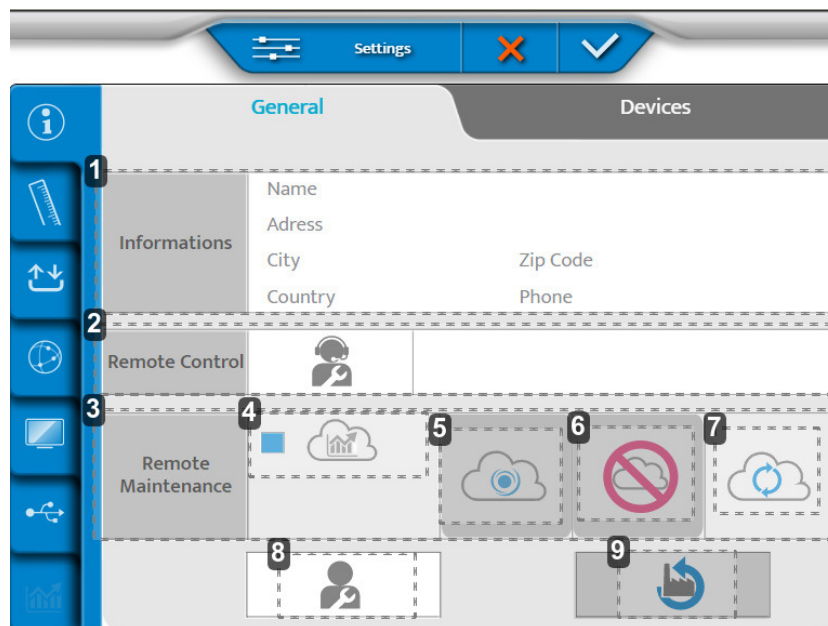 Settings
General
Devices
1
Informations
Name
Adress
City
Zip Code
Country
Phone
2
Remote Control
3
Remote
Maintenance
4
5
6
7
8
9